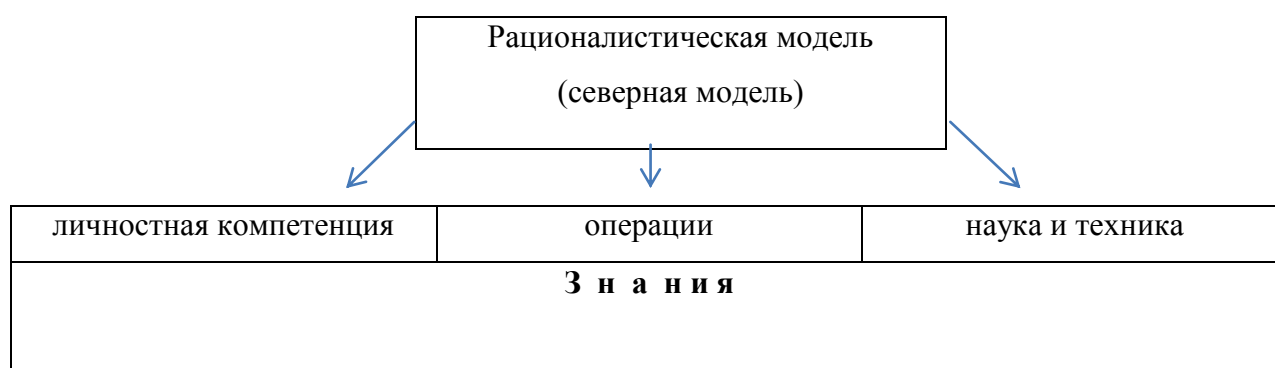 Рационалистическая модель
(северная модель)
личностная компетенция операции наука и техника
З н а н и я